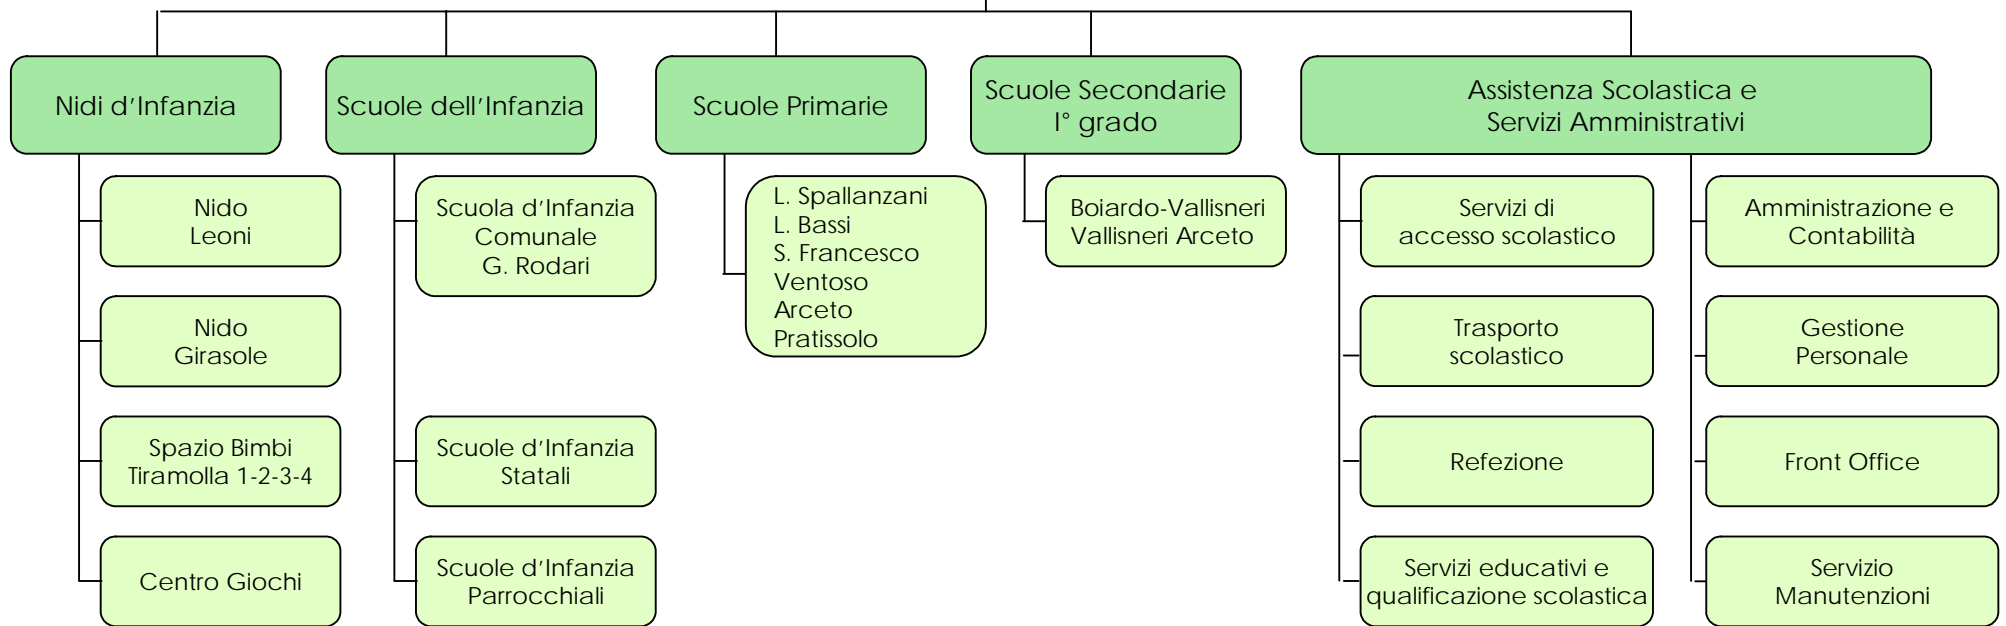 Nidi d'Infanzia
Scuole dell'Infanzia
Scuole Primarie
Scuole Secondarie
I° grado
Assistenza Scolastica e
Servizi Amministrativi
Nido
Leoni
Nido
Girasole
Spazio Bimbi
Tiramolla 1-2-3-4
Centro Giochi
Scuola d'Infanzia
Comunale
G. Rodari
Scuole d'Infanzia
Statali
Scuole d'Infanzia
Parrocchiali
L. Spallanzani
L. Bassi
S. Francesco
Ventoso
Arceto
Pratissolo
Boiardo-Vallisneri
Vallisneri Arceto
Servizi di
accesso scolastico
Trasporto
scolastico
Refezione
Servizi educativi e
qualificazione scolastica
Amministrazione e
Contabilità
Gestione
Personale
Front Office
Servizio
Manutenzioni